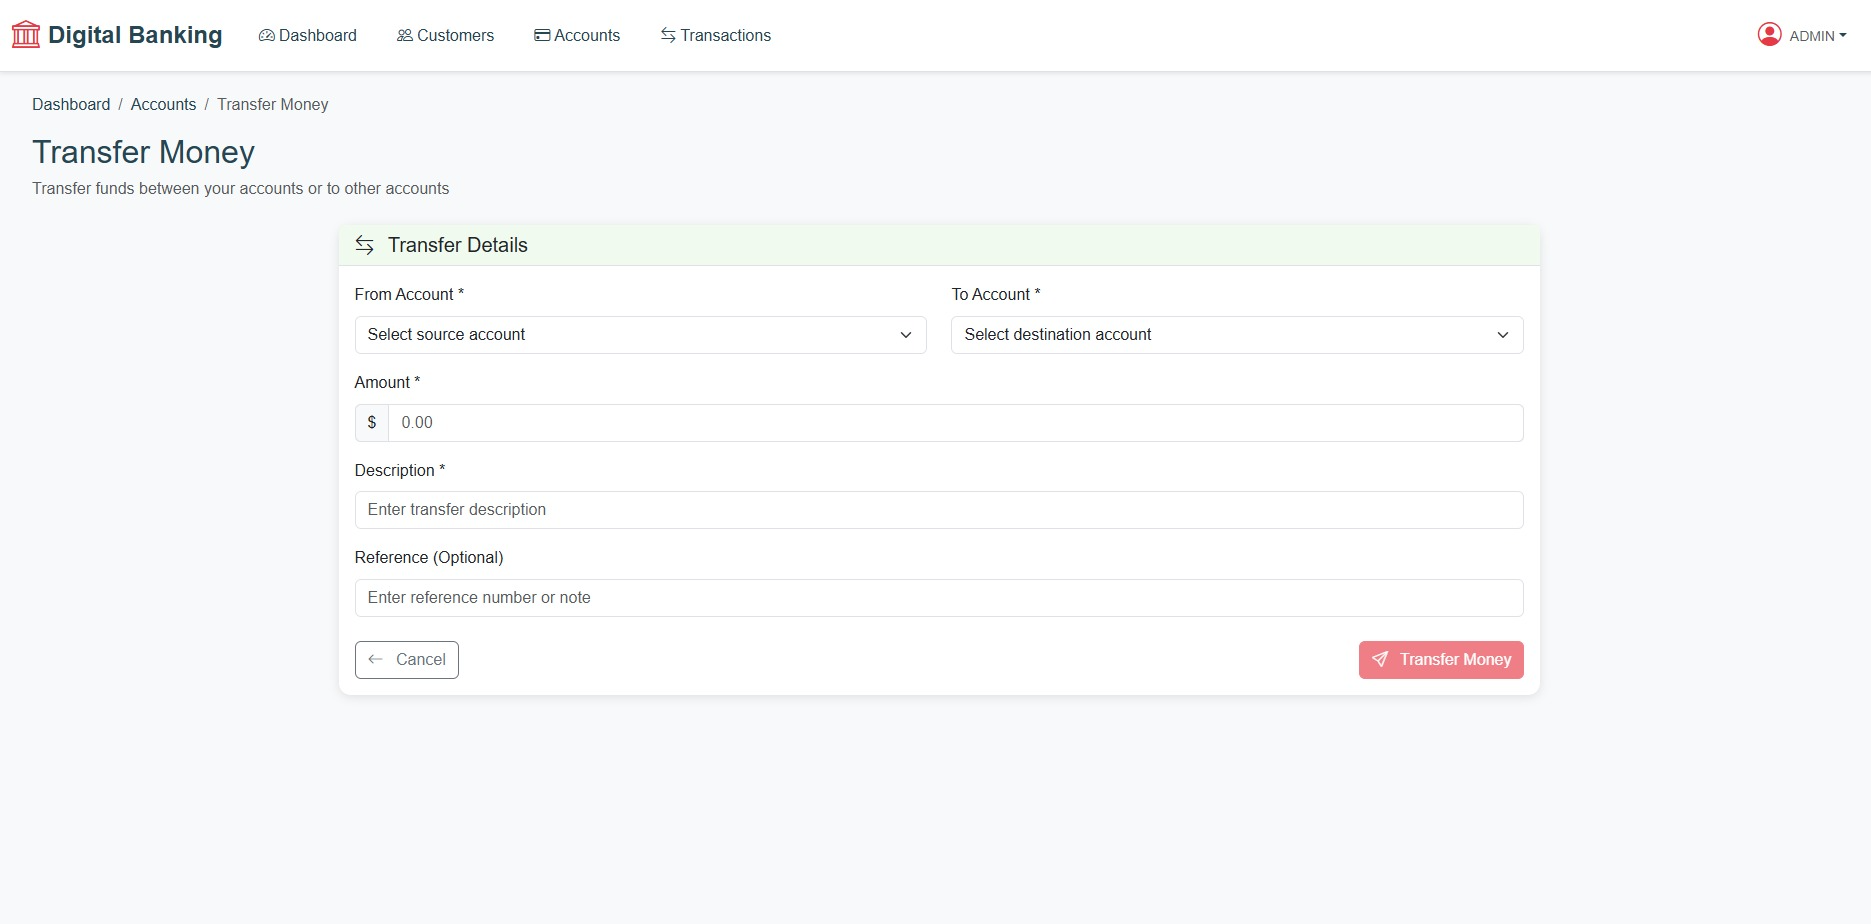 Digital Banking
Dashboard
Customers
Accounts
Transactions
ADMIN
Dashboard / Accounts / Transfer Money
Transfer Money
Transfer funds between your accounts or to other accounts
Transfer Details
From Account *
To Account *
Select source account
Select destination account
Amount *
$ 0.00
Description *
Enter transfer description
Reference (Optional)
Enter reference number or note
Cancel
Transfer Money